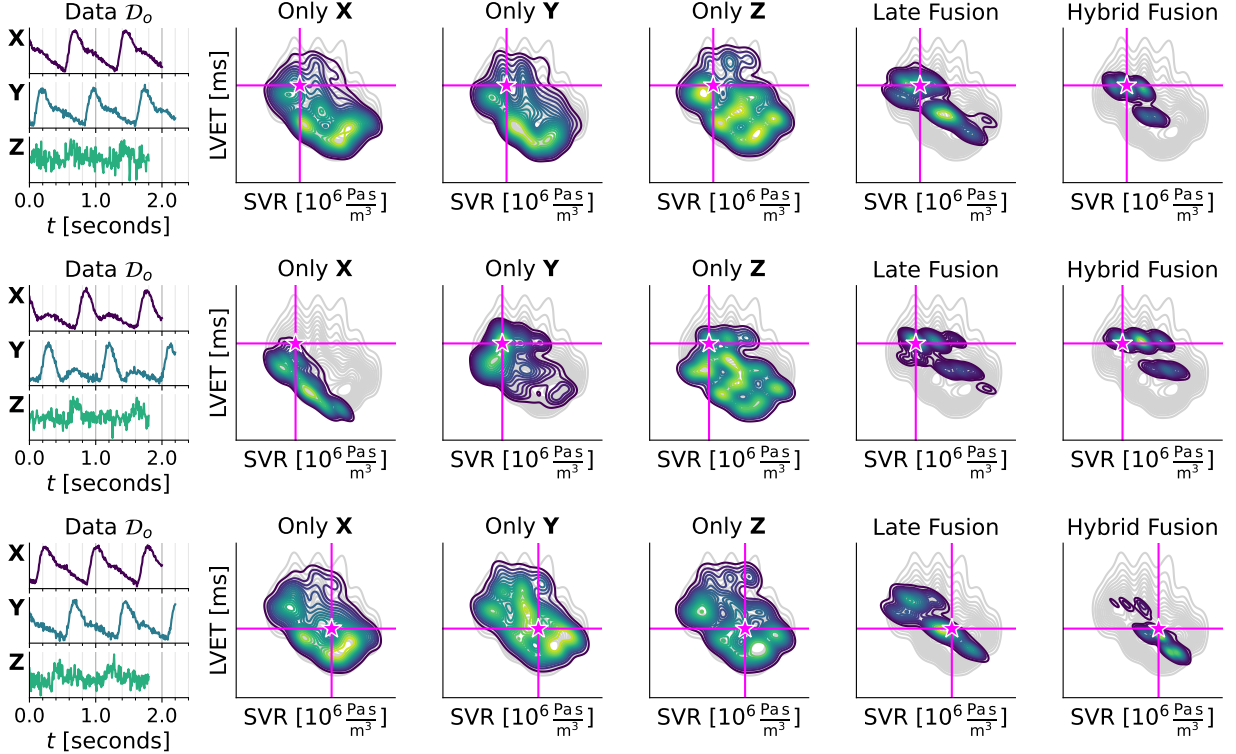 Data 𝒟ₒ Only X Only Y Only Z Late Fusion Hybrid Fusion
X
Y
Z
LVET [ms]
0.0 1.0 2.0
t [seconds]
SVR [10⁶ Pa s/m³] SVR [10⁶ Pa s/m³] SVR [10⁶ Pa s/m³] SVR [10⁶ Pa s/m³] SVR [10⁶ Pa s/m³]
Data 𝒟ₒ Only X Only Y Only Z Late Fusion Hybrid Fusion
X
Y
Z
LVET [ms]
0.0 1.0 2.0
t [seconds]
SVR [10⁶ Pa s/m³] SVR [10⁶ Pa s/m³] SVR [10⁶ Pa s/m³] SVR [10⁶ Pa s/m³] SVR [10⁶ Pa s/m³]
Data 𝒟ₒ Only X Only Y Only Z Late Fusion Hybrid Fusion
X
Y
Z
LVET [ms]
0.0 1.0 2.0
t [seconds]
SVR [10⁶ Pa s/m³] SVR [10⁶ Pa s/m³] SVR [10⁶ Pa s/m³] SVR [10⁶ Pa s/m³] SVR [10⁶ Pa s/m³]